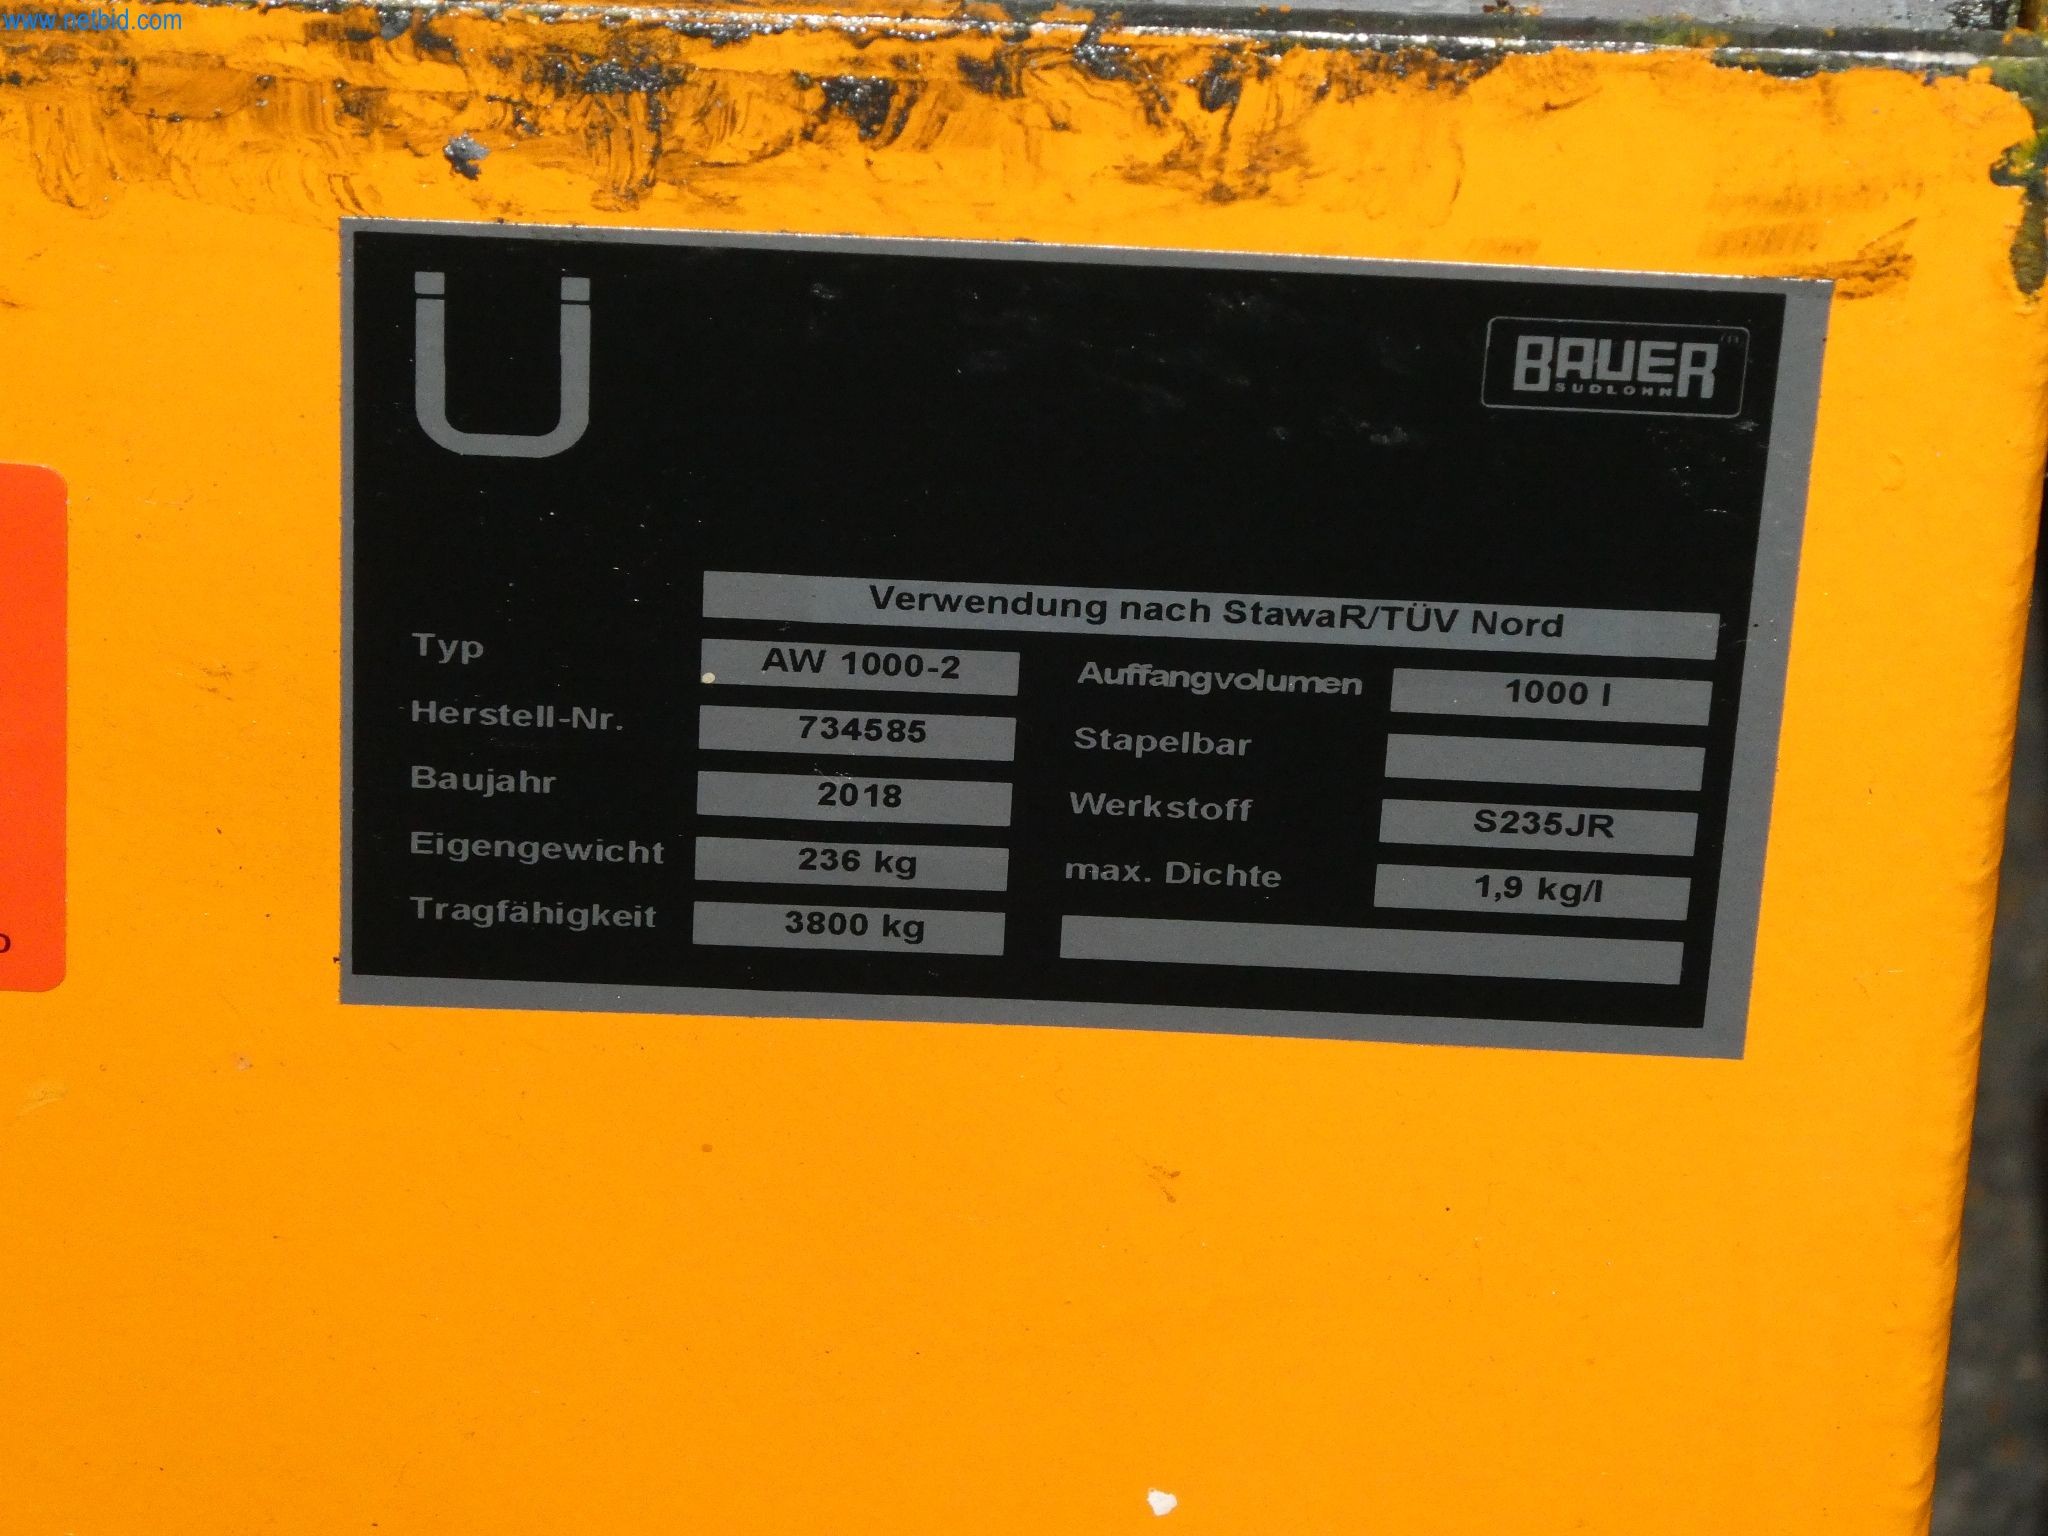 www.netbid.com
Ü
BAUER
SÜDLOHN
Verwendung nach StawaR/TÜV Nord
Typ AW 1000-2 Auffangvolumen 1000 l
Herstell-Nr. 734585 Stapelbar
Baujahr 2018 Werkstoff S235JR
Eigengewicht 236 kg max. Dichte 1,9 kg/l
Tragfähigkeit 3800 kg